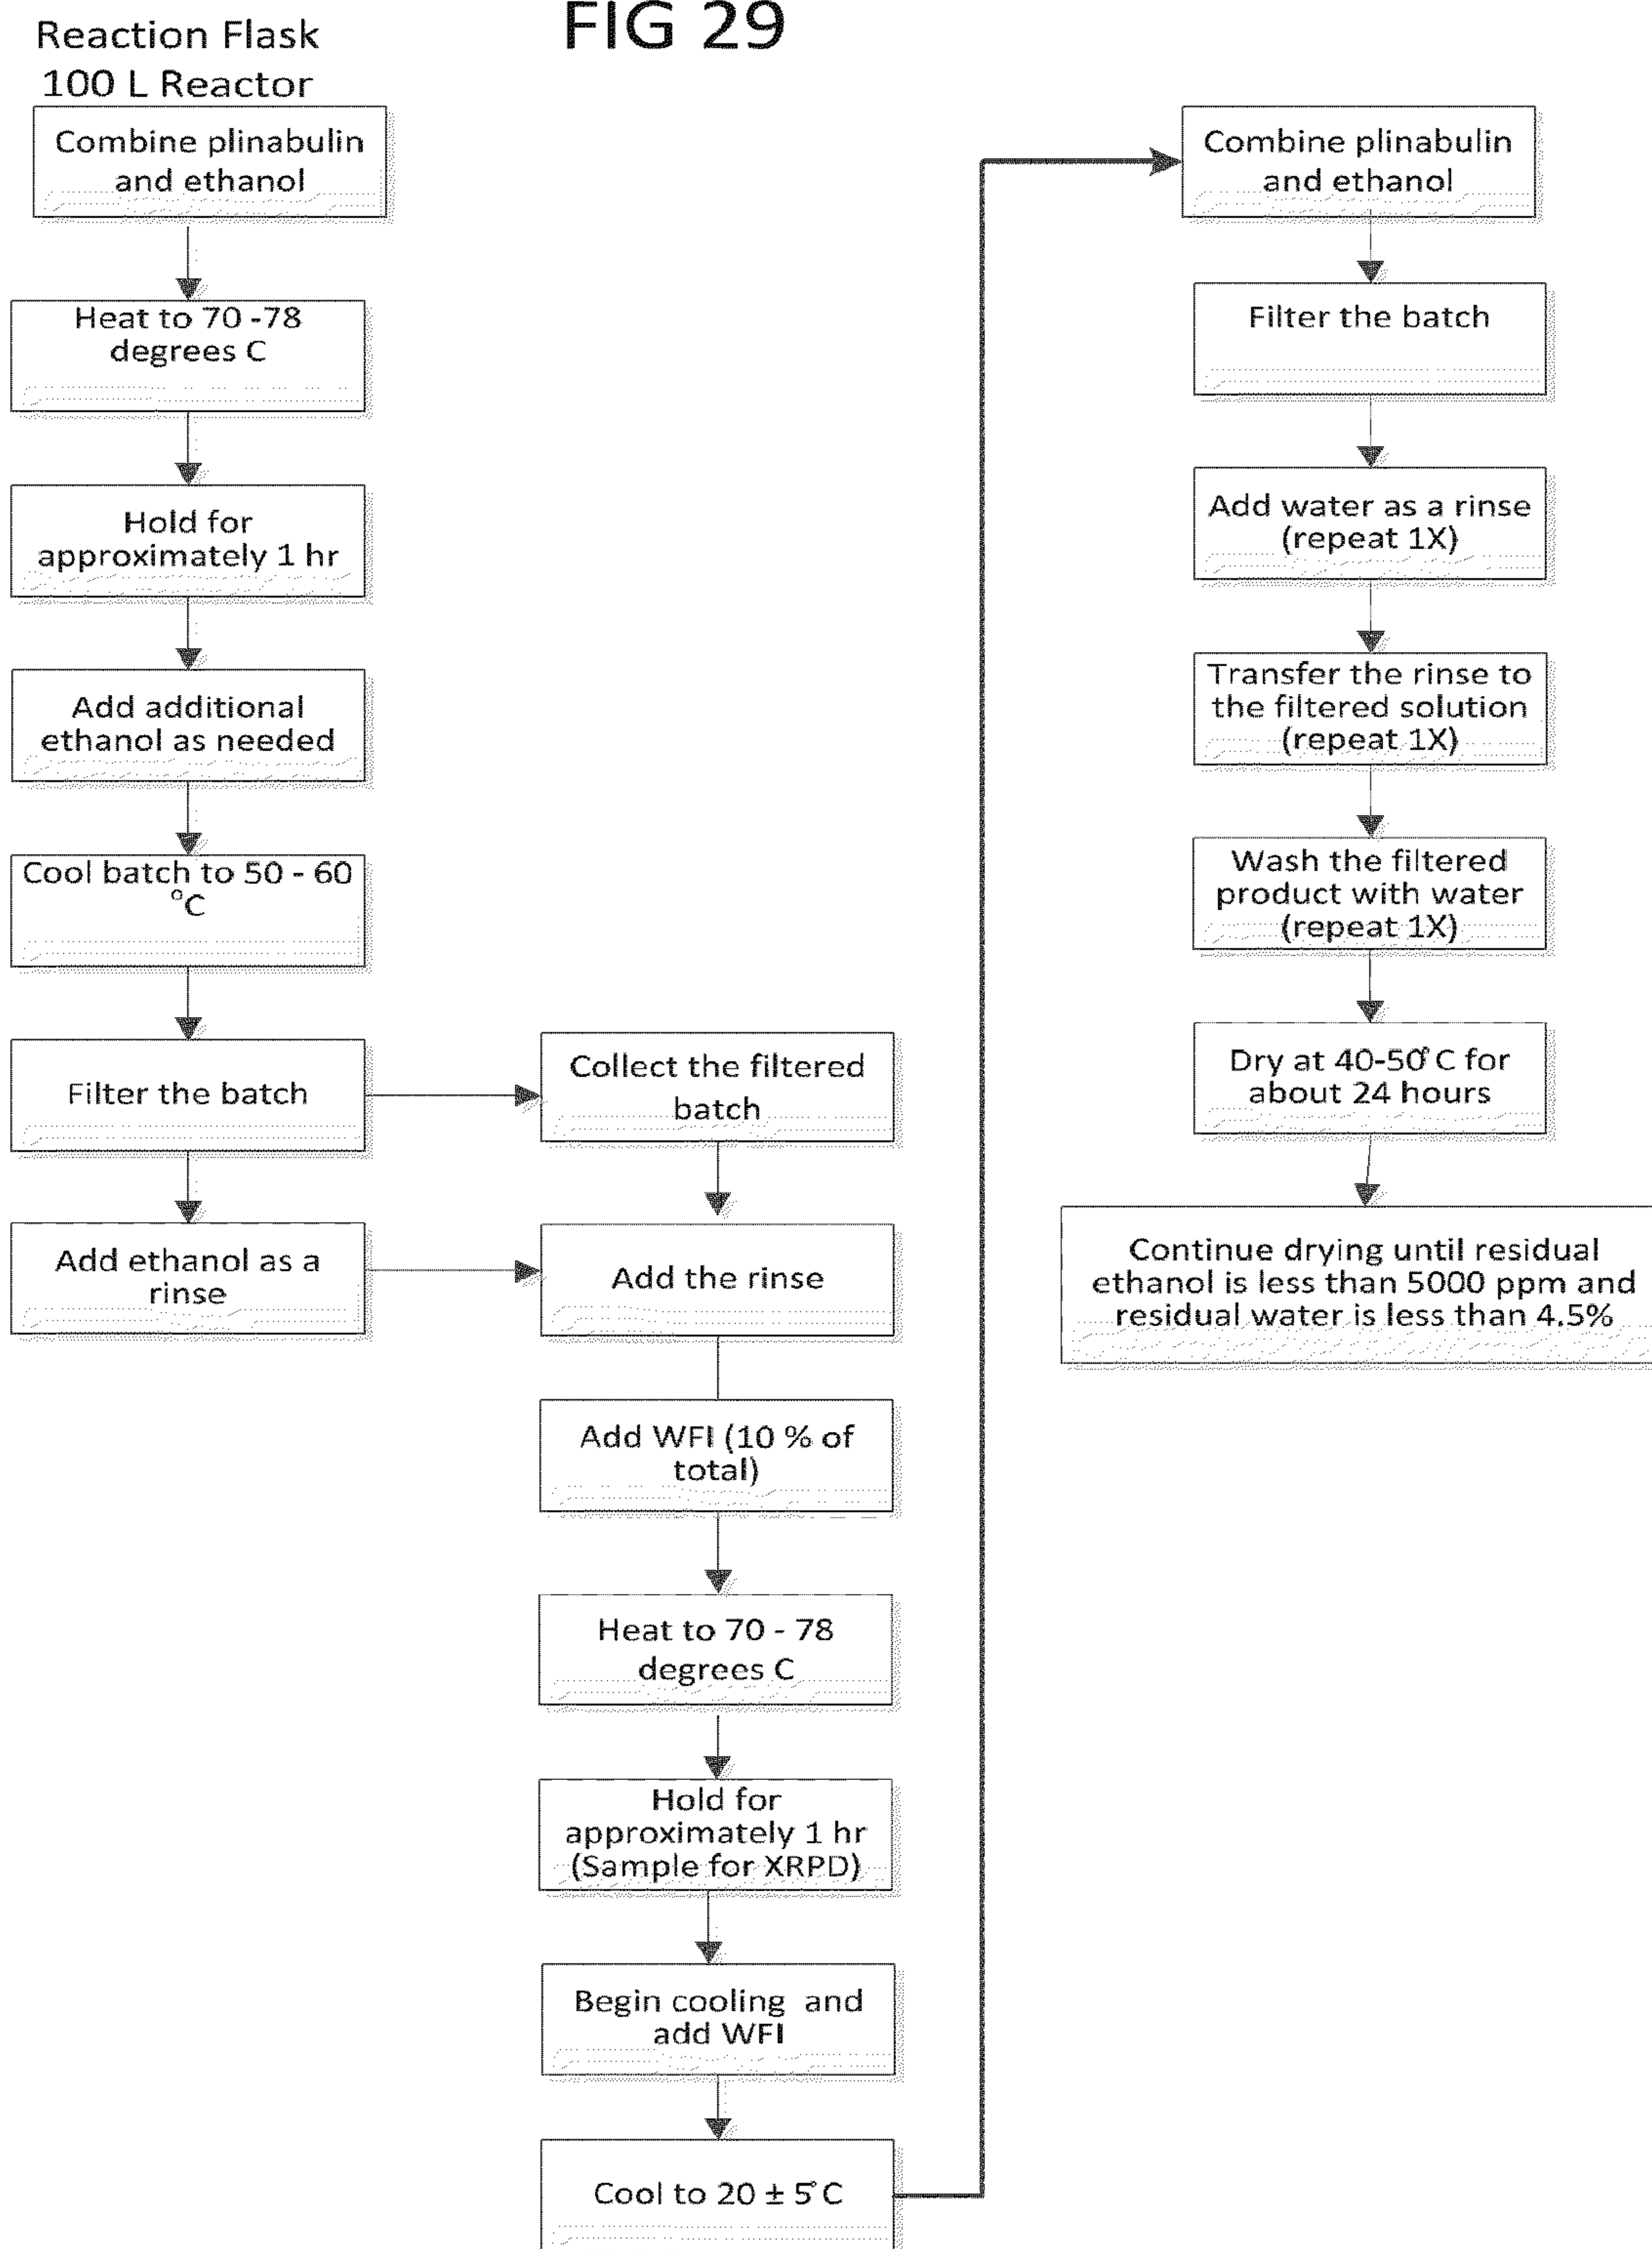 FIG 29
Reaction Flask
100 L Reactor
Combine plinabulin
and ethanol
Heat to 70 -78
degrees C
Hold for
approximately 1 hr
Add additional
ethanol as needed
Cool batch to 50 - 60
°C
Filter the batch
Add ethanol as a
rinse
Collect the filtered
batch
Add the rinse
Add WFI (10 % of
total)
Heat to 70 - 78
degrees C
Hold for
approximately 1 hr
(Sample for XRPD)
Begin cooling and
add WFI
Cool to 20 ± 5°C
Combine plinabulin
and ethanol
Filter the batch
Add water as a rinse
(repeat 1X)
Transfer the rinse to
the filtered solution
(repeat 1X)
Wash the filtered
product with water
(repeat 1X)
Dry at 40-50°C for
about 24 hours
Continue drying until residual
ethanol is less than 5000 ppm and
residual water is less than 4.5%